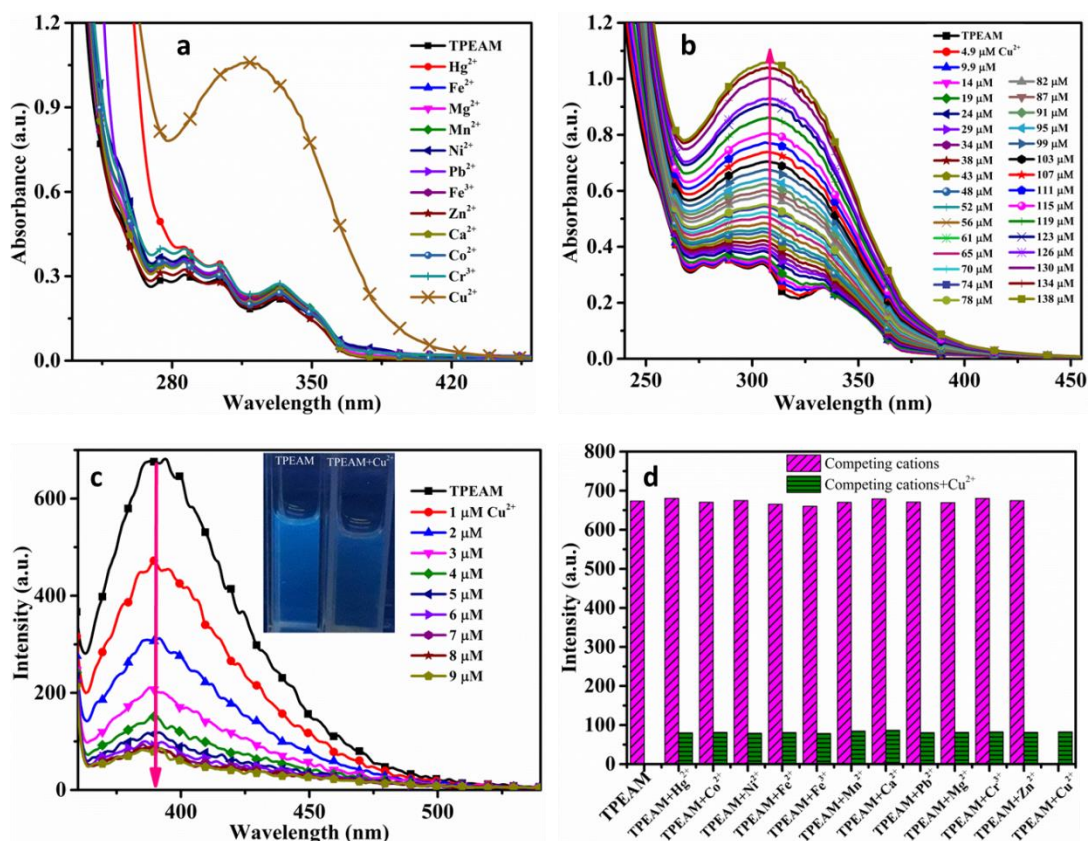 a
TPEAM
Hg2+
Fe2+
Mg2+
Mn2+
Ni2+
Pb2+
Fe3+
Zn2+
Ca2+
Co2+
Cr3+
Cu2+
1.2
0.9
0.6
0.3
0.0
Absorbance (a.u.)
280
350
420
Wavelength (nm)
b
TPEAM
4.9 μM Cu2+
9.9 μM
14 μM
19 μM
24 μM
29 μM
34 μM
38 μM
43 μM
48 μM
52 μM
56 μM
61 μM
65 μM
70 μM
74 μM
78 μM
82 μM
87 μM
91 μM
95 μM
99 μM
103 μM
107 μM
111 μM
115 μM
119 μM
123 μM
126 μM
130 μM
134 μM
138 μM
1.2
1.0
0.8
0.6
0.4
0.2
0.0
Absorbance (a.u.)
250
300
350
400
450
Wavelength (nm)
c
TPEAM
TPEAM+Cu2+
TPEAM
1 μM Cu2+
2 μM
3 μM
4 μM
5 μM
6 μM
7 μM
8 μM
9 μM
600
400
200
0
Intensity (a.u.)
400
450
500
Wavelength (nm)
d
Competing cations
Competing cations+Cu2+
800
700
600
500
400
300
200
100
0
Intensity (a.u.)
TPEAM
TPEAM+Hg2+
TPEAM+Co2+
TPEAM+Ni2+
TPEAM+Fe2+
TPEAM+Fe3+
TPEAM+Mn2+
TPEAM+Ca2+
TPEAM+Pb2+
TPEAM+Mg2+
TPEAM+Cr3+
TPEAM+Zn2+
TPEAM+Cu2+